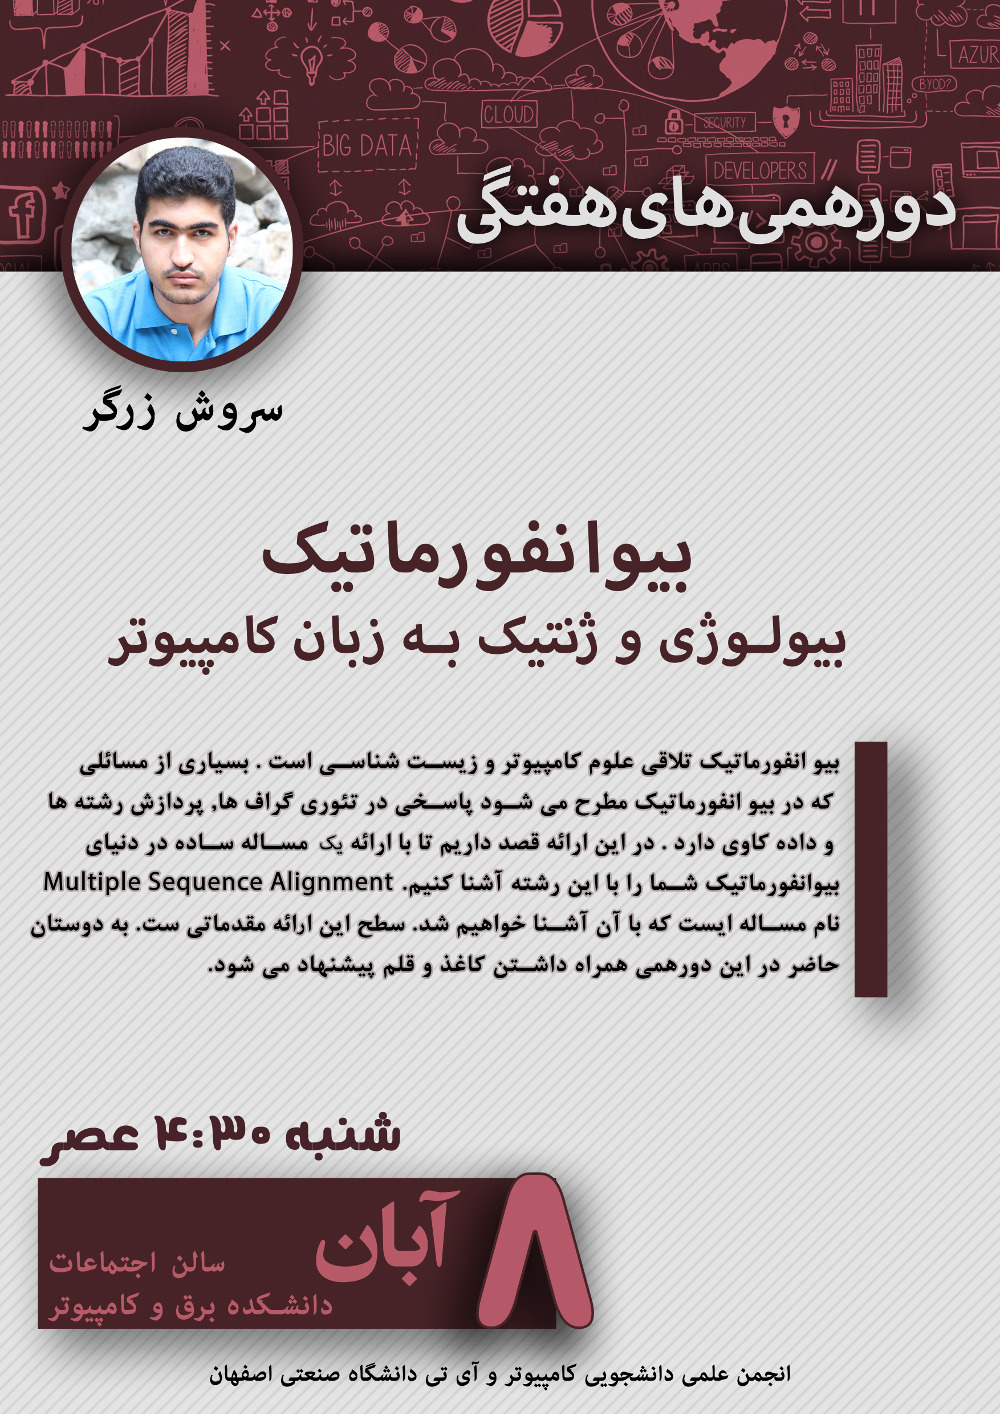 AZUR
BYOD?
CLOUD
SECURITY
BIG DATA
DEVELOPERS //
دورهمی‌های‌هفتگی
سروش زرگر
بیوانفورماتیک
بیولوژی و ژنتیک به زبان کامپیوتر
بیو انفورماتیک تلاقی علوم کامپیوتر و زیست شناسی است . بسیاری از مسائلی
که در بیو انفورماتیک مطرح می شود پاسخی در تئوری گراف ها، پردازش رشته ها
و داده کاوی دارد . در این ارائه قصد داریم تا با ارائه یک مساله ساده در دنیای
بیوانفورماتیک شما را با این رشته آشنا کنیم. Multiple Sequence Alignment
نام مساله ایست که با آن آشنا خواهیم شد. سطح این ارائه مقدماتی ست. به دوستان
حاضر در این دورهمی همراه داشتن کاغذ و قلم پیشنهاد می شود.
شنبه ۴:۳۰ عصر
۸ آبان
سالن اجتماعات
دانشکده برق و کامپیوتر
انجمن علمی دانشجویی کامپیوتر و آی تی دانشگاه صنعتی اصفهان